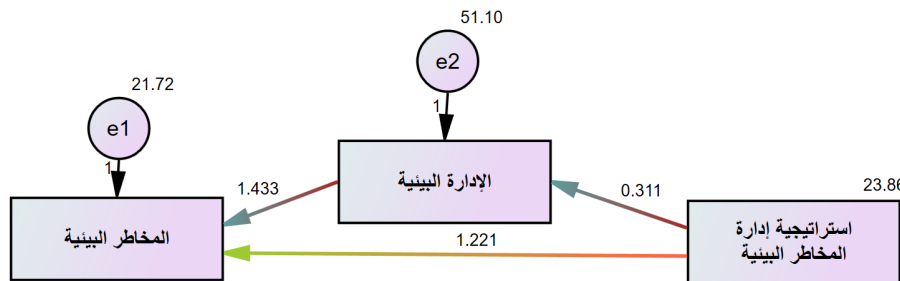 51.10
e2
21.72
1
e1
1
الإدارة البيئية
1.433
0.311
23.86
المخاطر البيئية
1.221
استراتيجية إدارة
المخاطر البيئية